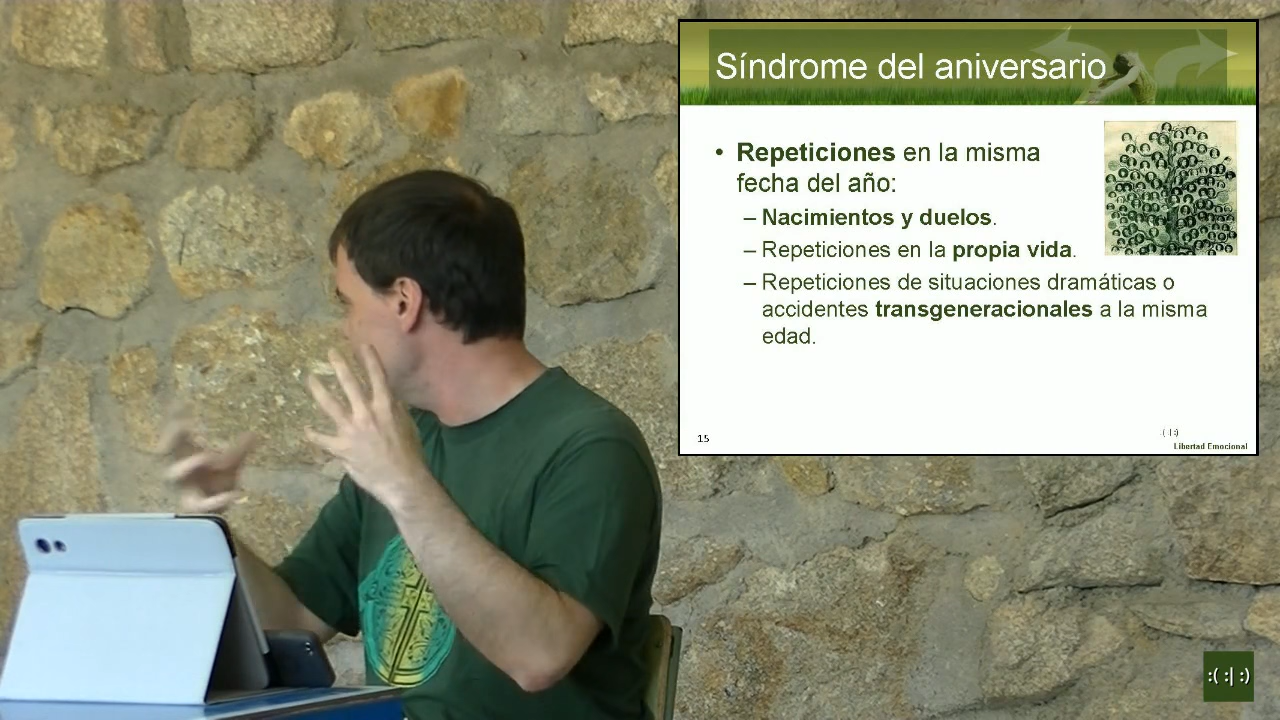 Síndrome del aniversario
• Repeticiones en la misma
fecha del año:
– Nacimientos y duelos.
– Repeticiones en la propia vida.
– Repeticiones de situaciones dramáticas o
accidentes transgeneracionales a la misma
edad.
15
:( :| :)
Libertad Emocional
:( :| :)